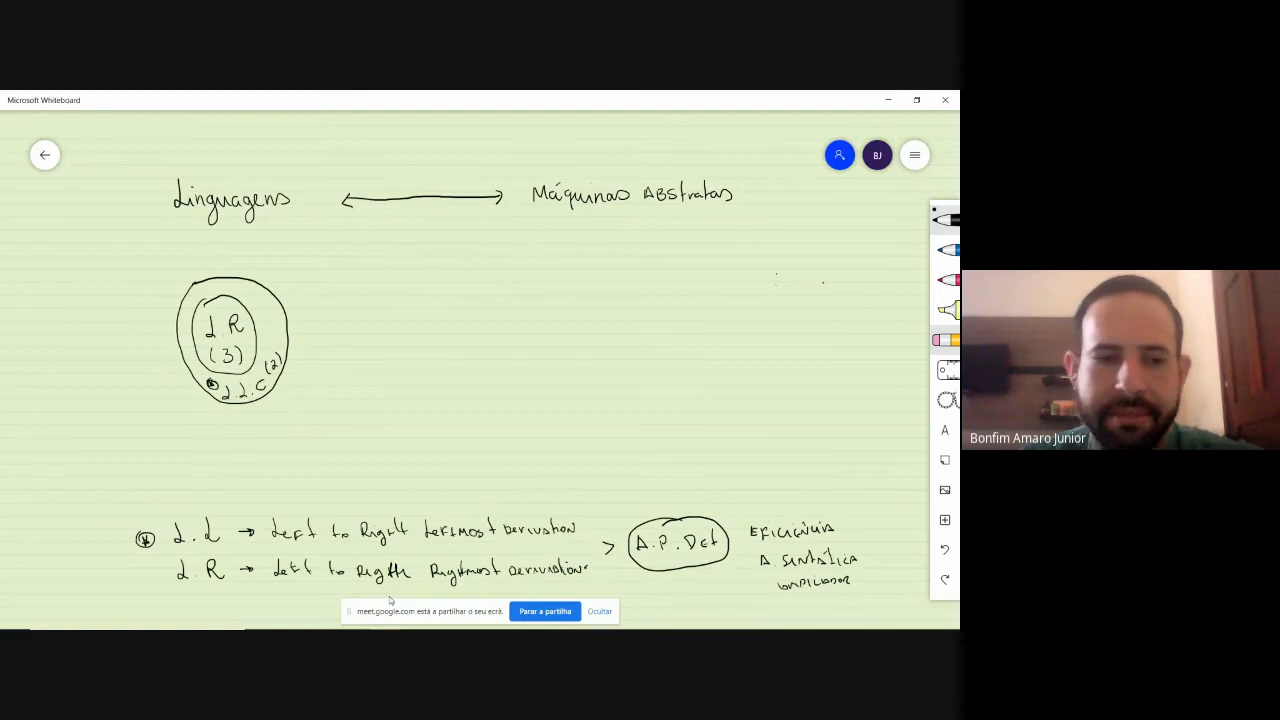 Microsoft Whiteboard
BJ
Linguagens ⟷ Máquinas ABStratas
L R
(3)
L.L.C (2)
L.L → Left to Right Leftmost Derivation
L.R → Left to Right Rightmost Derivation
> A.P.Det
EFICIÊNCIA
A. SINTÁTICA
COMPILADOR
A
meet.google.com está a partilhar o seu ecrã.
Parar a partilha
Ocultar
Bonfim Amaro Junior